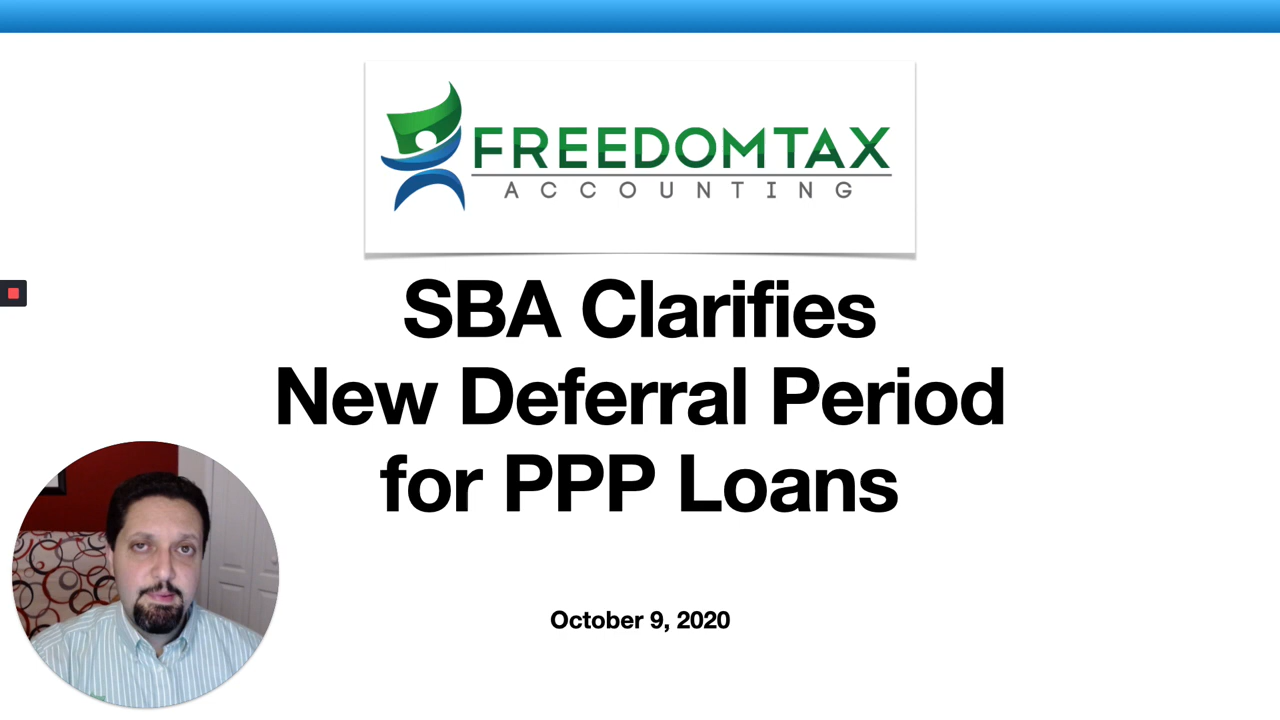 FREEDOMTAX
ACCOUNTING
SBA Clarifies
New Deferral Period
for PPP Loans
October 9, 2020